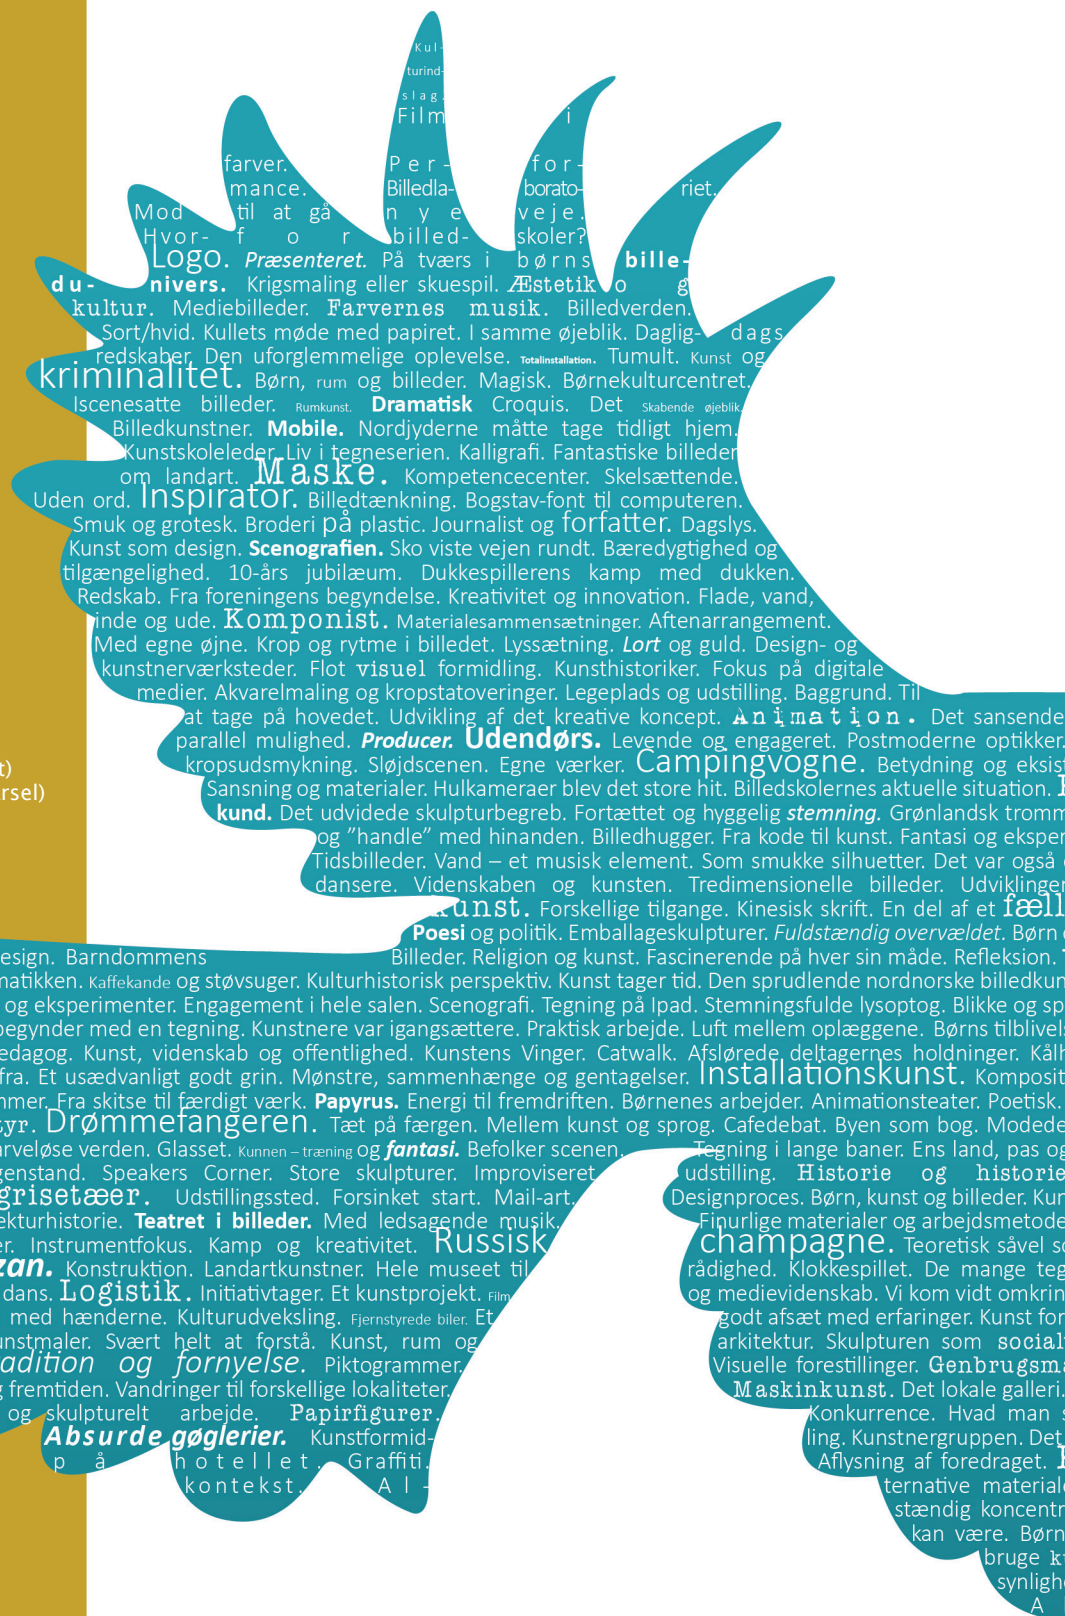 Kul-
turind-
slag.
Film i
farver. Per- for-
mance. Billedla- borato- riet.
Mod til at gå nye veje.
Hvor- for billed- skoler?
Logo. Præsenteret. På tværs i børns bille-
du- nivers. Krigsmaling eller skuespil. Æstetik og
kultur. Mediebilleder. Farvernes musik. Billedverden.
Sort/hvid. Kullets møde med papiret. I samme øjeblik. Daglig- dags
redskaber. Den uforglemmelige oplevelse. Totalinstallation. Tumult. Kunst og
kriminalitet. Børn, rum og billeder. Magisk. Børnekulturcentret.
Iscenesatte billeder. Rumkunst. Dramatisk Croquis. Det Skabende øjeblik.
Billedkunstner. Mobile. Nordjyderne måtte tage tidligt hjem.
Kunstskoleleder. Liv i tegneserien. Kalligrafi. Fantastiske billeder
om landart. Maske. Kompetencecenter. Skelsættende.
Uden ord. Inspirator. Billedtænkning. Bogstav-font til computeren.
Smuk og grotesk. Broderi på plastic. Journalist og forfatter. Dagslys.
Kunst som design. Scenografien. Sko viste vejen rundt. Bæredygtighed og
tilgængelighed. 10-års jubilæum. Dukkespillerens kamp med dukken.
Redskab. Fra foreningens begyndelse. Kreativitet og innovation. Flade, vand,
inde og ude. Komponist. Materialesammensætninger. Aftenarrangement.
Med egne øjne. Krop og rytme i billedet. Lyssætning. Lort og guld. Design- og
kunstnerværksteder. Flot visuel formidling. Kunsthistoriker. Fokus på digitale
medier. Akvarelmaling og kropstatoveringer. Legeplads og udstilling. Baggrund. Til
at tage på hovedet. Udvikling af det kreative koncept. Animation. Det sansende
parallel mulighed. Producer. Udendørs. Levende og engageret. Postmoderne optikker.
t) kropsudsmykning. Sløjdscenen. Egne værker. Campingvogne. Betydning og eksist
rsel) Sansning og materialer. Hulkameraer blev det store hit. Billedskolernes aktuelle situation.
kund. Det udvidede skulpturbegreb. Fortættet og hyggelig stemning. Grønlandsk tromm
og ”handle” med hinanden. Billedhugger. Fra kode til kunst. Fantasi og eksper
Tidsbilleder. Vand – et musisk element. Som smukke silhuetter. Det var også
dansere. Videnskaben og kunsten. Tredimensionelle billeder. Udviklinger
kunst. Forskellige tilgange. Kinesisk skrift. En del af et fæll
Poesi og politik. Emballageskulpturer. Fuldstændig overvældet. Børn
esign. Barndommens Billeder. Religion og kunst. Fascinerende på hver sin måde. Refleksion.
matikken. Kaffekande og støvsuger. Kulturhistorisk perspektiv. Kunst tager tid. Den sprudlende nordnorske billedkun
og eksperimenter. Engagement i hele salen. Scenografi. Tegning på Ipad. Stemningsfulde lysoptog. Blikke og sp
begynder med en tegning. Kunstnere var igangsættere. Praktisk arbejde. Luft mellem oplæggene. Børns tilblivels
edagog. Kunst, videnskab og offentlighed. Kunstens Vinger. Catwalk. Afslørede deltagernes holdninger. Kålh
fra. Et usædvanligt godt grin. Mønstre, sammenhænge og gentagelser. Installationskunst. Komposit
mmer. Fra skitse til færdigt værk. Papyrus. Energi til fremdriften. Børnenes arbejder. Animationsteater. Poetisk.
tyr. Drømmefangeren. Tæt på færgen. Mellem kunst og sprog. Cafedebat. Byen som bog. Modede
arveløse verden. Glasset. Kunnen – træning og fantasi. Befolker scenen. Tegning i lange baner. Ens land, pas og
genstand. Speakers Corner. Store skulpturer. Improviseret udstilling. Historie og historie
grisetæer. Udstillingssted. Forsinket start. Mail-art. Designproces. Børn, kunst og billeder. Kun
ekturhistorie. Teatret i billeder. Med ledsagende musik. Finurlige materialer og arbejdsmetode
er. Instrumentfokus. Kamp og kreativitet. Russisk champagne. Teoretisk såvel so
zan. Konstruktion. Landartkunstner. Hele museet til rådighed. Klokkespillet. De mange teg
dans. Logistik. Initiativtager. Et kunstprojekt. Film og medievidenskab. Vi kom vidt omkrin
med hænderne. Kulturudveksling. Fjernstyrede biler. Et godt afsæt med erfaringer. Kunst for
unstmaler. Svært helt at forstå. Kunst, rum og arkitektur. Skulpturen som social
adition og fornyelse. Piktogrammer. Visuelle forestillinger. Genbrugsma
g fremtiden. Vandringer til forskellige lokaliteter. Maskinkunst. Det lokale galleri.
og skulpturelt arbejde. Papirfigurer. Konkurrence. Hvad man s
Absurde gøglerier. Kunstformid- ling. Kunstnergruppen. Det
på hotellet. Graffiti. Aflysning af foredraget.
kontekst. Al- ternative materiale
stændig koncentr
kan være. Børn
bruge k
synlighe
A